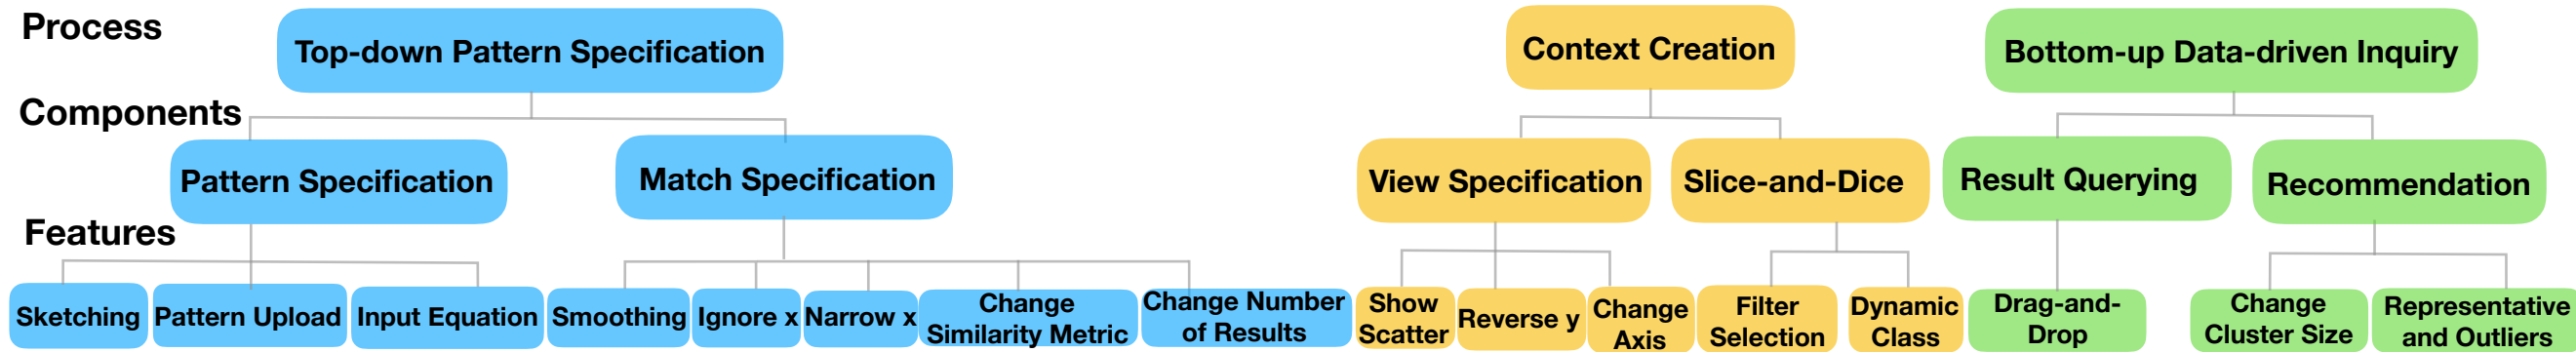 Process
Top-down Pattern Specification
Context Creation
Bottom-up Data-driven Inquiry
Components
Pattern Specification
Match Specification
View Specification
Slice-and-Dice
Result Querying
Recommendation
Features
Sketching
Pattern Upload
Input Equation
Smoothing
Ignore x
Narrow x
Change
Similarity Metric
Change Number
of Results
Show
Scatter
Reverse y
Change
Axis
Filter
Selection
Dynamic
Class
Drag-and-
Drop
Change
Cluster Size
Representative
and Outliers